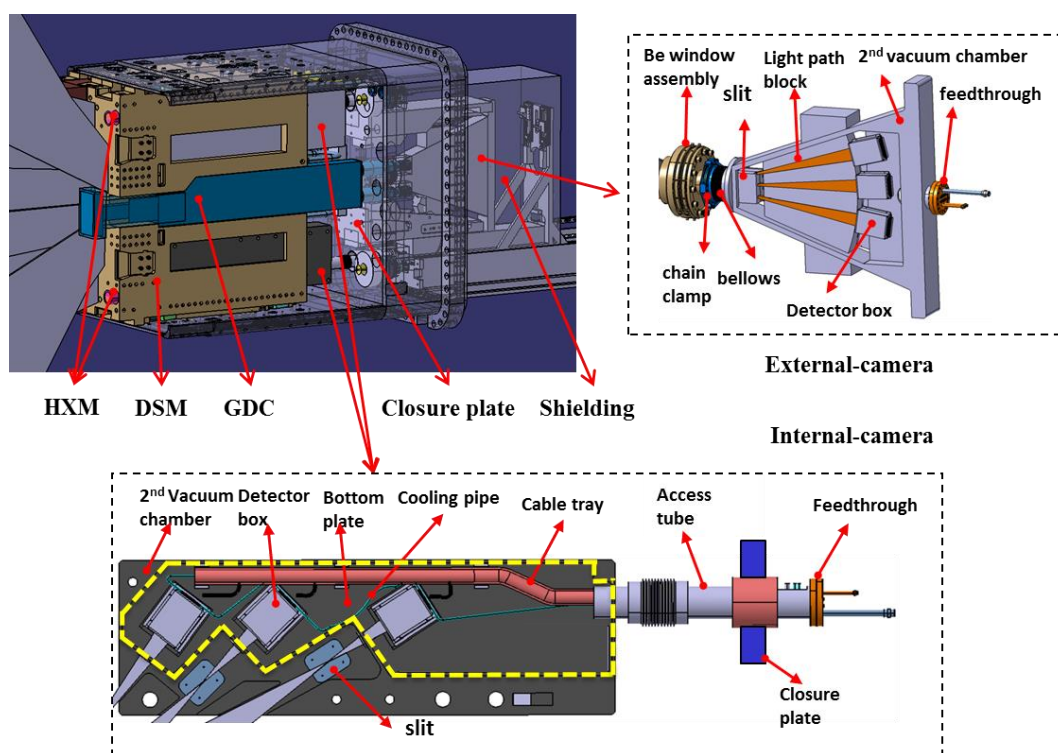 Be window
assembly
Light path
block
2nd vacuum chamber
slit
feedthrough
chain
clamp
bellows
Detector box
External-camera
HXM
DSM
GDC
Closure plate
Shielding
Internal-camera
2nd Vacuum
chamber
Detector
box
Bottom
plate
Cooling pipe
Cable tray
Access
tube
Feedthrough
slit
Closure
plate